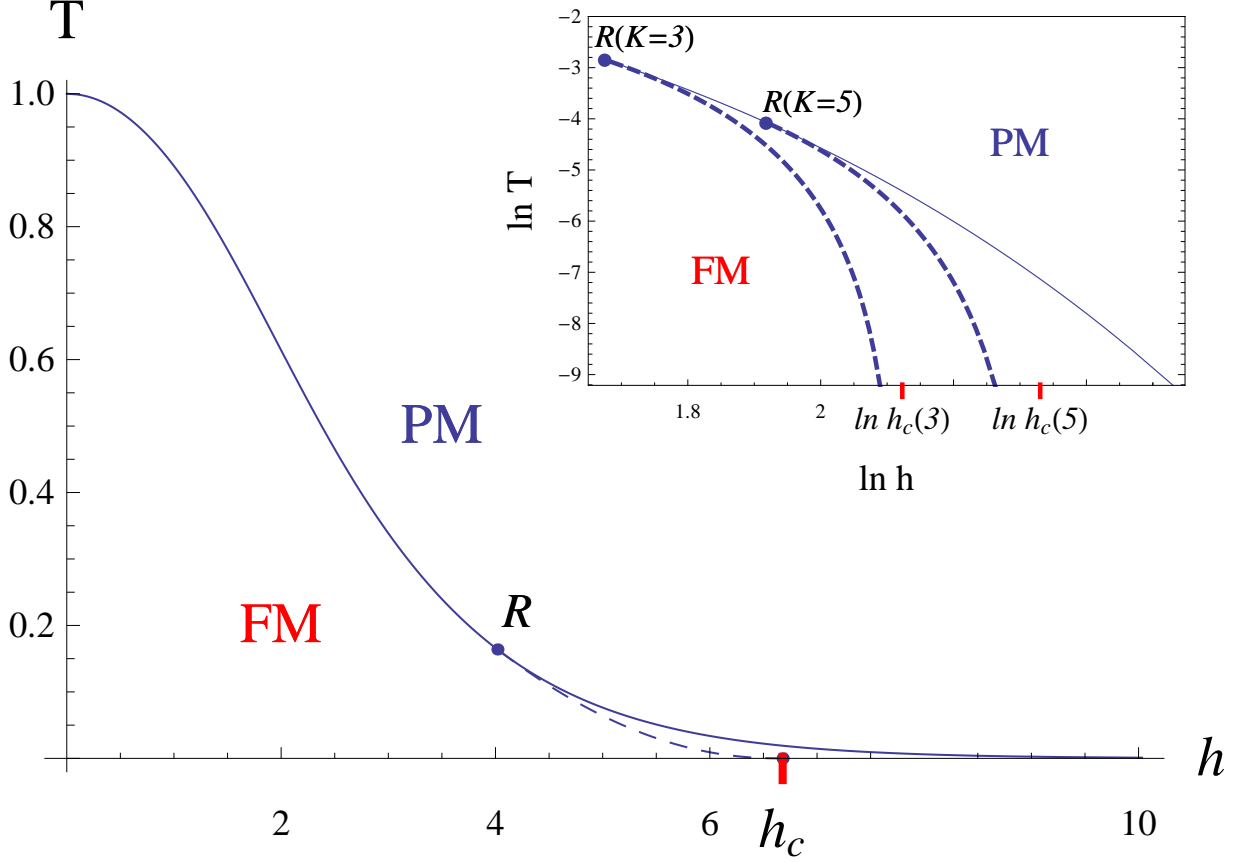 T
1.0
0.8
0.6
0.4
0.2
PM
FM
R
2
4
6
h_c
10
h
-2
-3
-4
-5
-6
-7
-8
-9
ln T
R(K=3)
R(K=5)
PM
FM
1.8
2
ln h_c(3)
ln h_c(5)
ln h